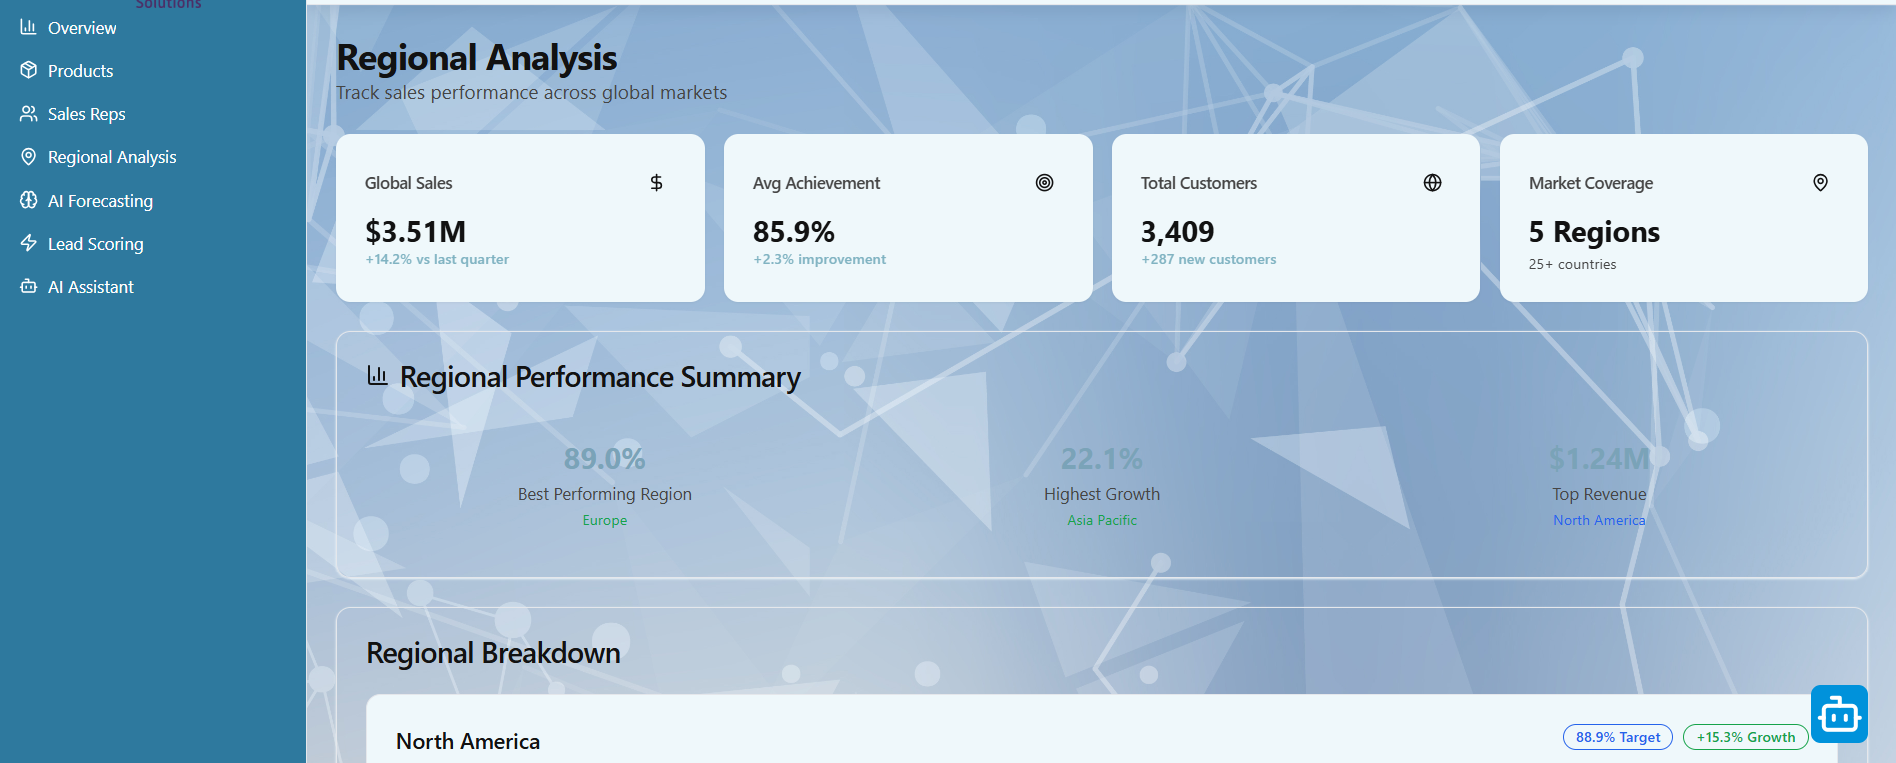 Solutions
Overview
Products
Sales Reps
Regional Analysis
AI Forecasting
Lead Scoring
AI Assistant
Regional Analysis
Track sales performance across global markets
Global Sales
$3.51M
+14.2% vs last quarter
Avg Achievement
85.9%
+2.3% improvement
Total Customers
3,409
+287 new customers
Market Coverage
5 Regions
25+ countries
Regional Performance Summary
89.0%
Best Performing Region
Europe
22.1%
Highest Growth
Asia Pacific
$1.24M
Top Revenue
North America
Regional Breakdown
North America
88.9% Target
+15.3% Growth